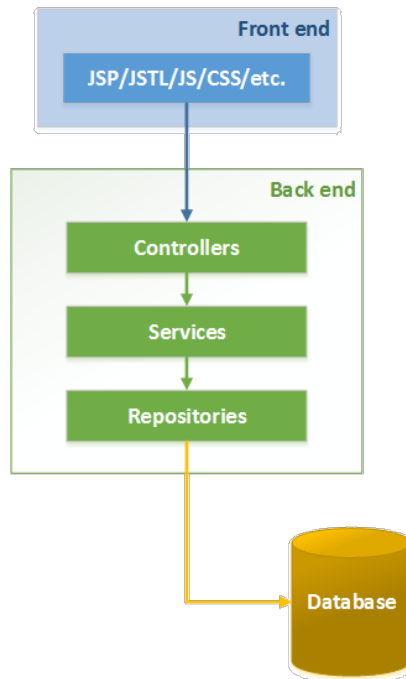 Front end
JSP/JSTL/JS/CSS/etc.
Back end
Controllers
Services
Repositories
Database